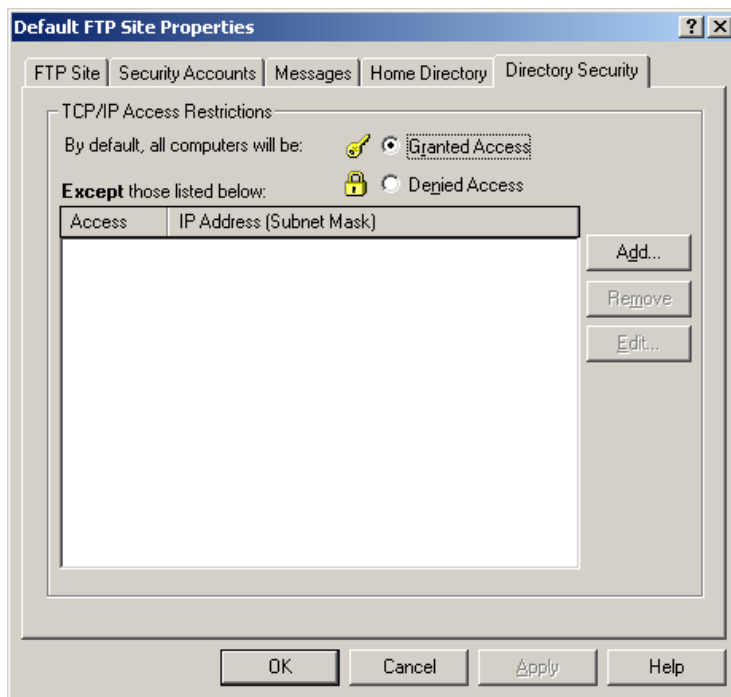 Default FTP Site Properties
FTP Site Security Accounts Messages Home Directory Directory Security
TCP/IP Access Restrictions
By default, all computers will be: Granted Access
Denied Access
Except those listed below:
Access IP Address (Subnet Mask)
Add...
Remove
Edit...
OK Cancel Apply Help